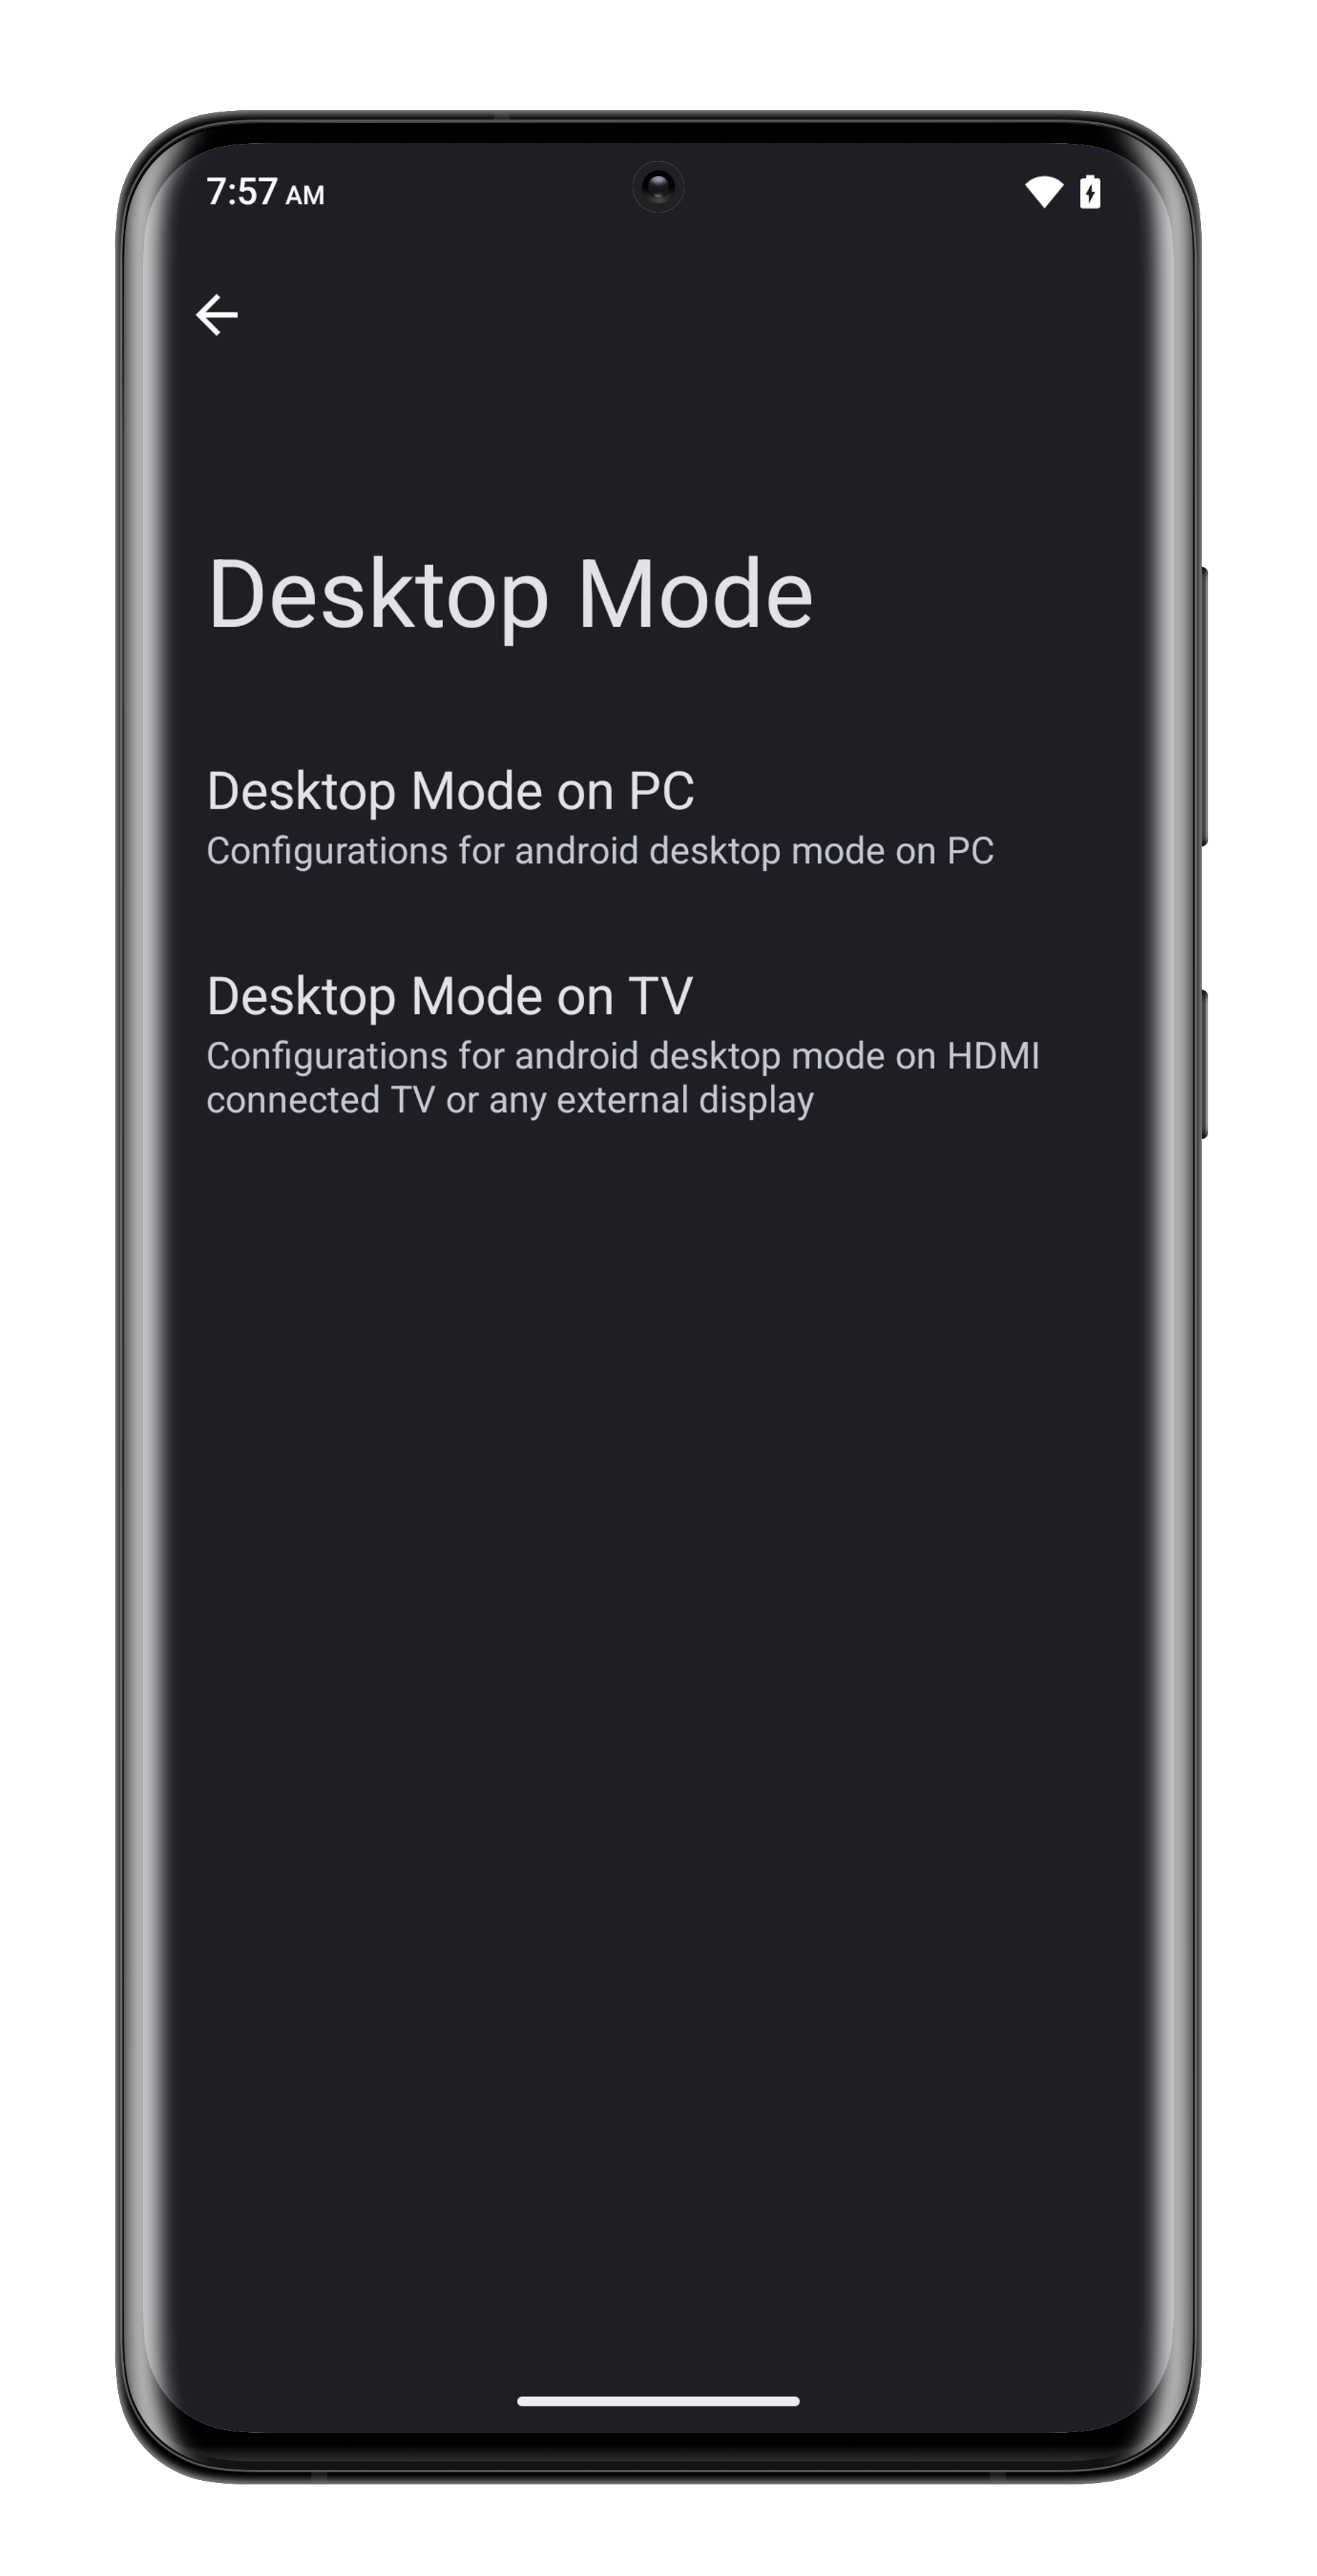 7:57 AM
Desktop Mode
Desktop Mode on PC
Configurations for android desktop mode on PC
Desktop Mode on TV
Configurations for android desktop mode on HDMI
connected TV or any external display